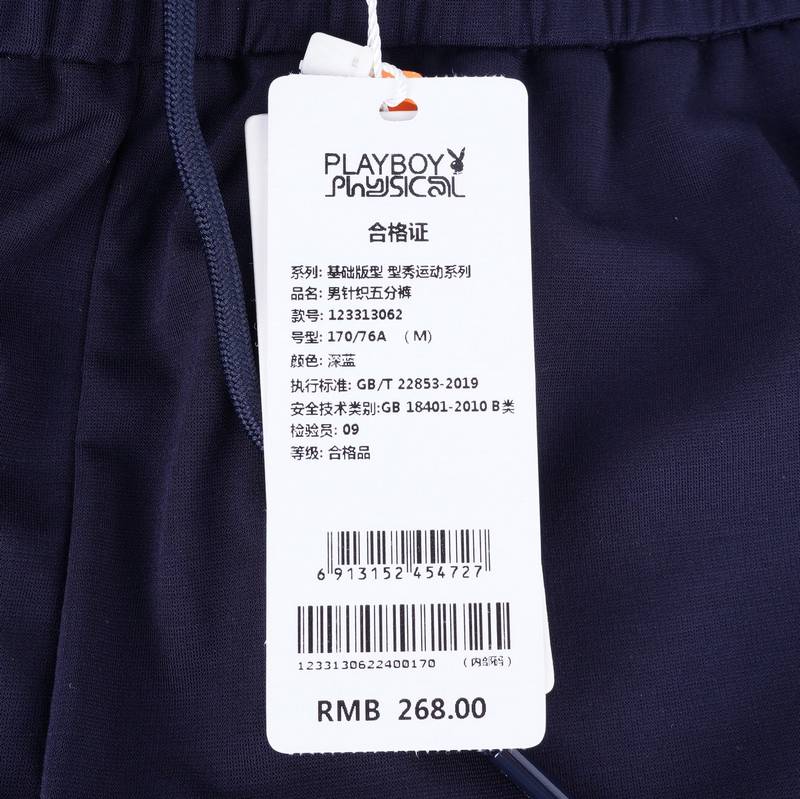 PLAYBOY
PhySICAL
合格证
系列: 基础版型 型秀运动系列
品名: 男针织五分裤
款号: 123313062
号型: 170/76A （M）
颜色: 深蓝
执行标准: GB/T 22853-2019
安全技术类别:GB 18401-2010 B类
检验员: 09
等级: 合格品
6 913152 454727
1233130622400170 (内部码)
RMB 268.00